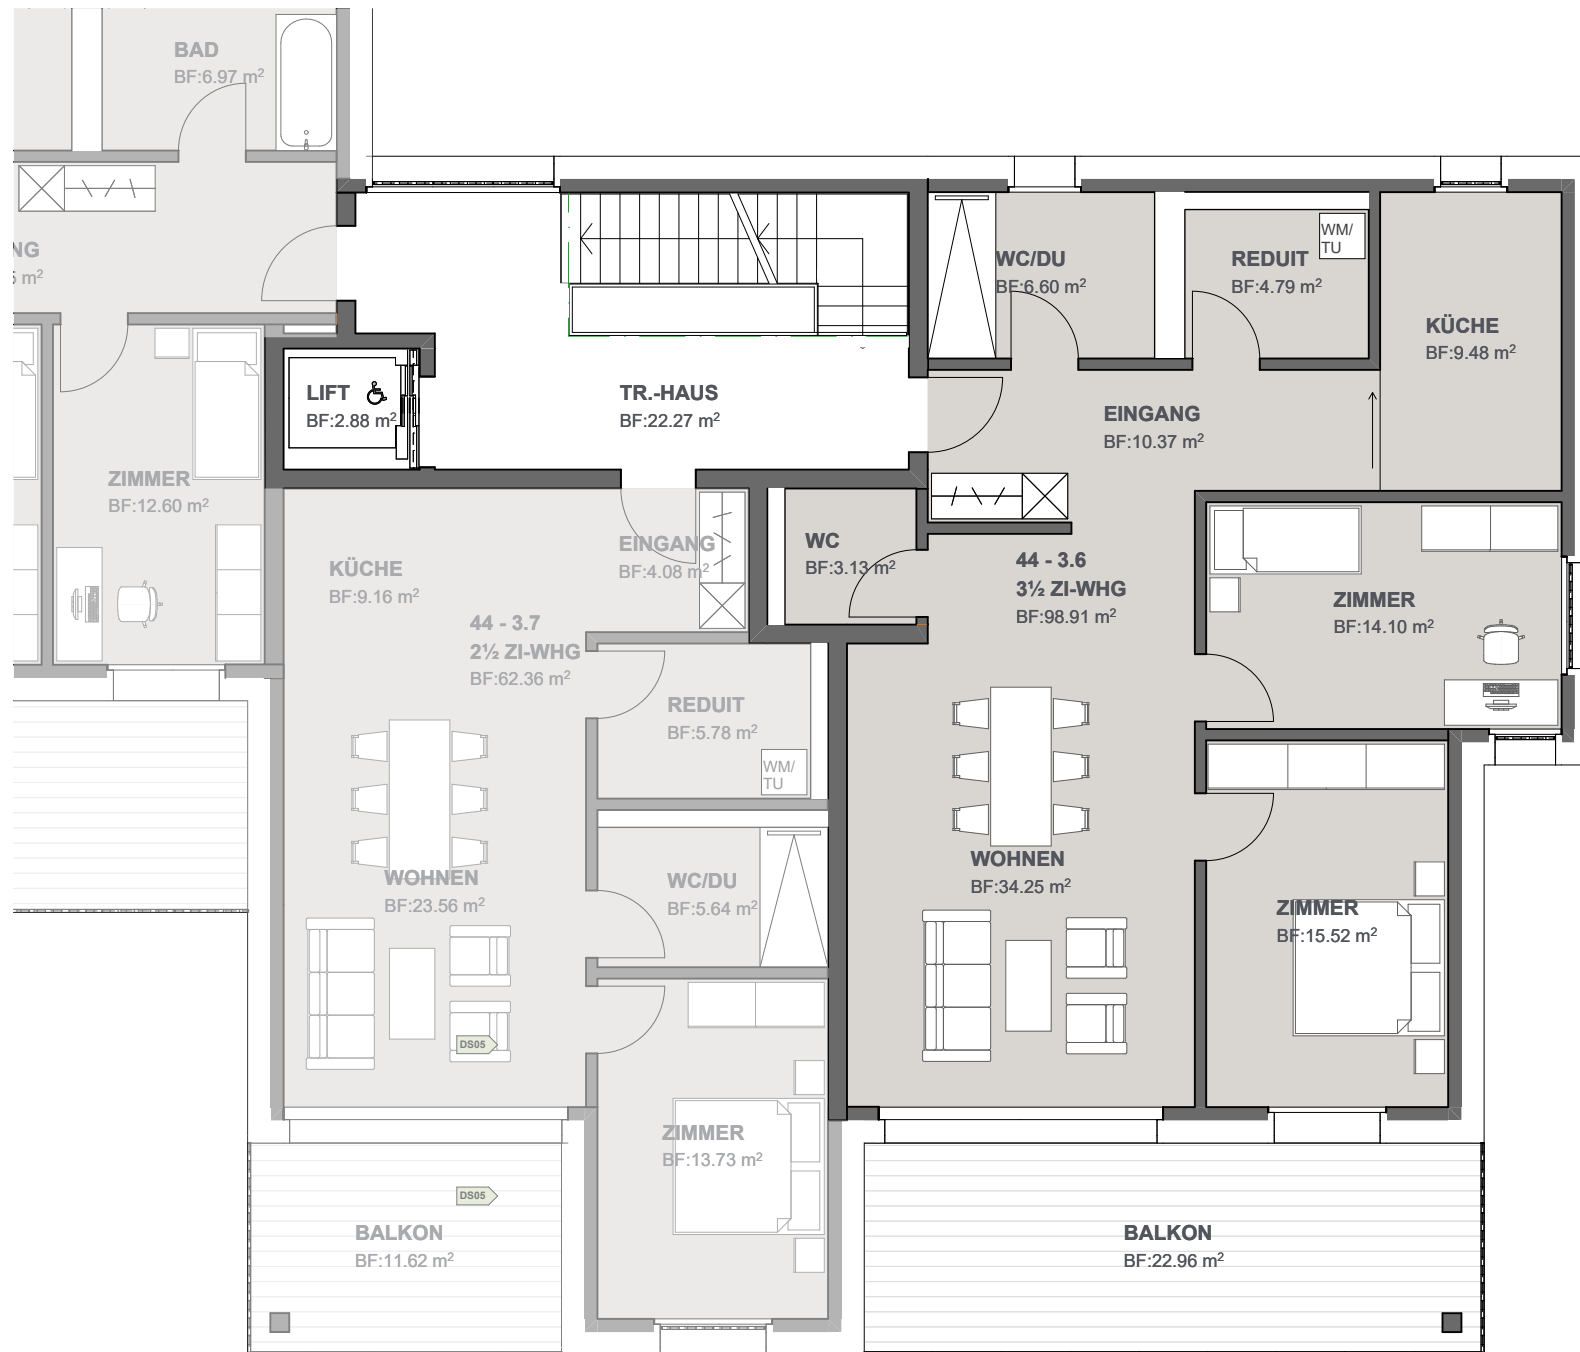 BAD
BF:6.97 m²
NG
5 m²
WC/DU
BF:6.60 m²
REDUIT
BF:4.79 m²
WM/
TU
KÜCHE
BF:9.48 m²
LIFT
BF:2.88 m²
TR.-HAUS
BF:22.27 m²
EINGANG
BF:10.37 m²
ZIMMER
BF:12.60 m²
KÜCHE
BF:9.16 m²
EINGANG
BF:4.08 m²
WC
BF:3.13 m²
44 - 3.6
3½ ZI-WHG
BF:98.91 m²
ZIMMER
BF:14.10 m²
44 - 3.7
2½ ZI-WHG
BF:62.36 m²
REDUIT
BF:5.78 m²
WM/
TU
WOHNEN
BF:23.56 m²
WC/DU
BF:5.64 m²
WOHNEN
BF:34.25 m²
ZIMMER
BF:15.52 m²
DS05
ZIMMER
BF:13.73 m²
DS05
BALKON
BF:11.62 m²
BALKON
BF:22.96 m²